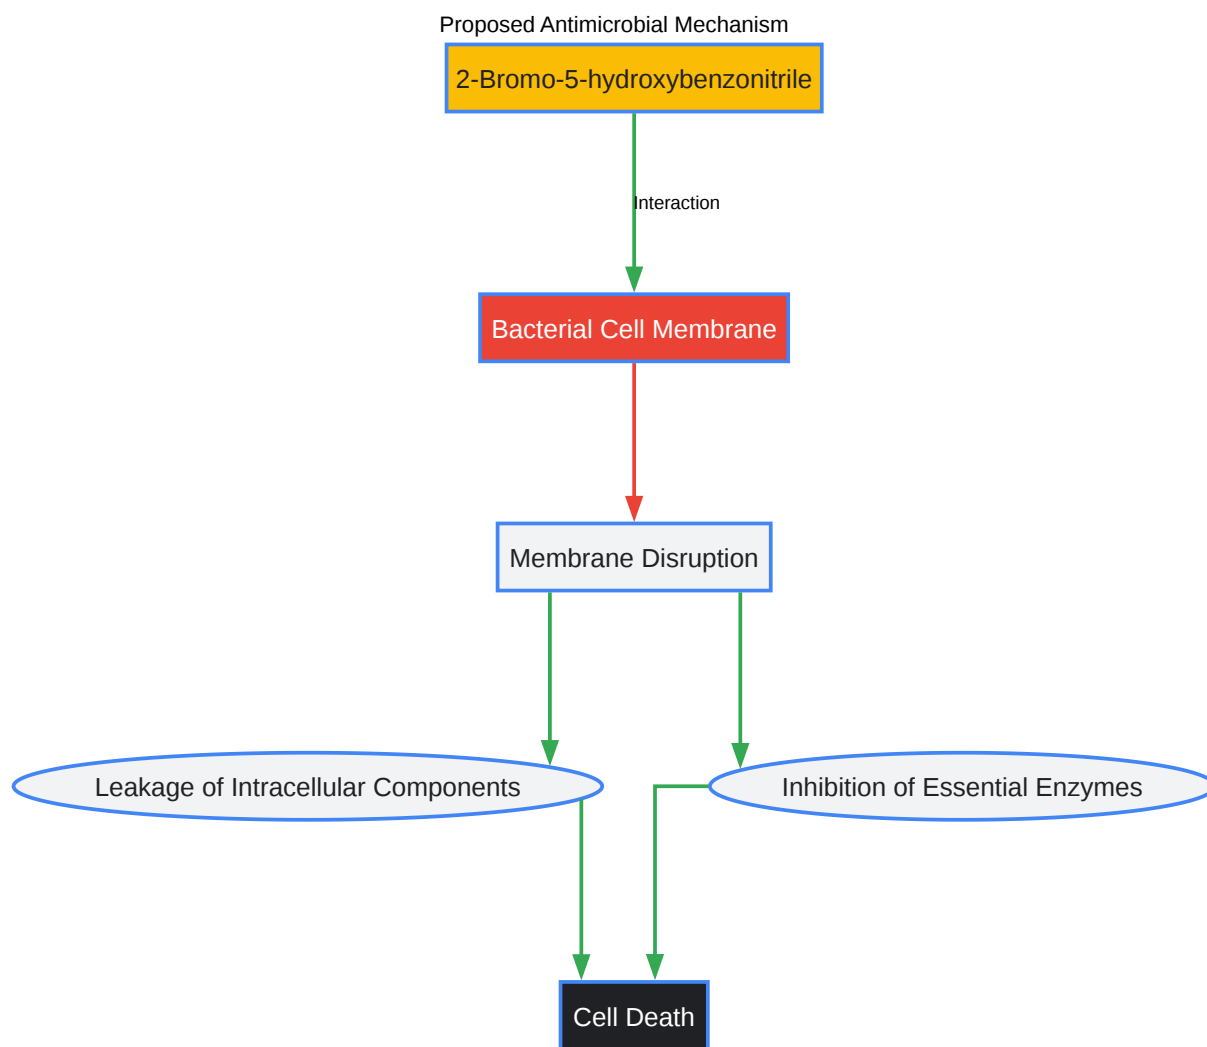 Proposed Antimicrobial Mechanism
2-Bromo-5-hydroxybenzonitrile
Interaction
Bacterial Cell Membrane
Membrane Disruption
Leakage of Intracellular Components
Inhibition of Essential Enzymes
Cell Death